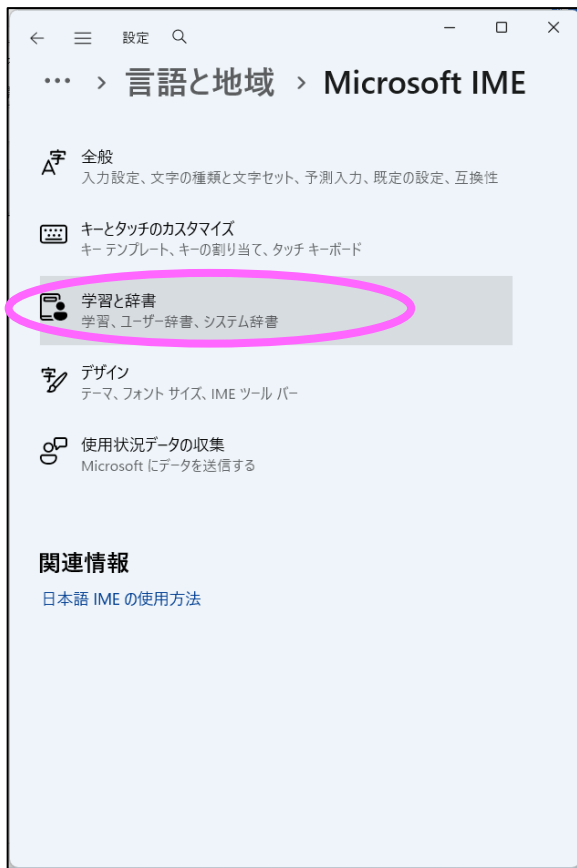 設定
… > 言語と地域 > Microsoft IME
全般
入力設定、文字の種類と文字セット、予測入力、既定の設定、互換性
キーとタッチのカスタマイズ
キー テンプレート、キーの割り当て、タッチ キーボード
学習と辞書
学習、ユーザー辞書、システム辞書
デザイン
テーマ、フォント サイズ、IME ツール バー
使用状況データの収集
Microsoft にデータを送信する
関連情報
日本語 IME の使用方法